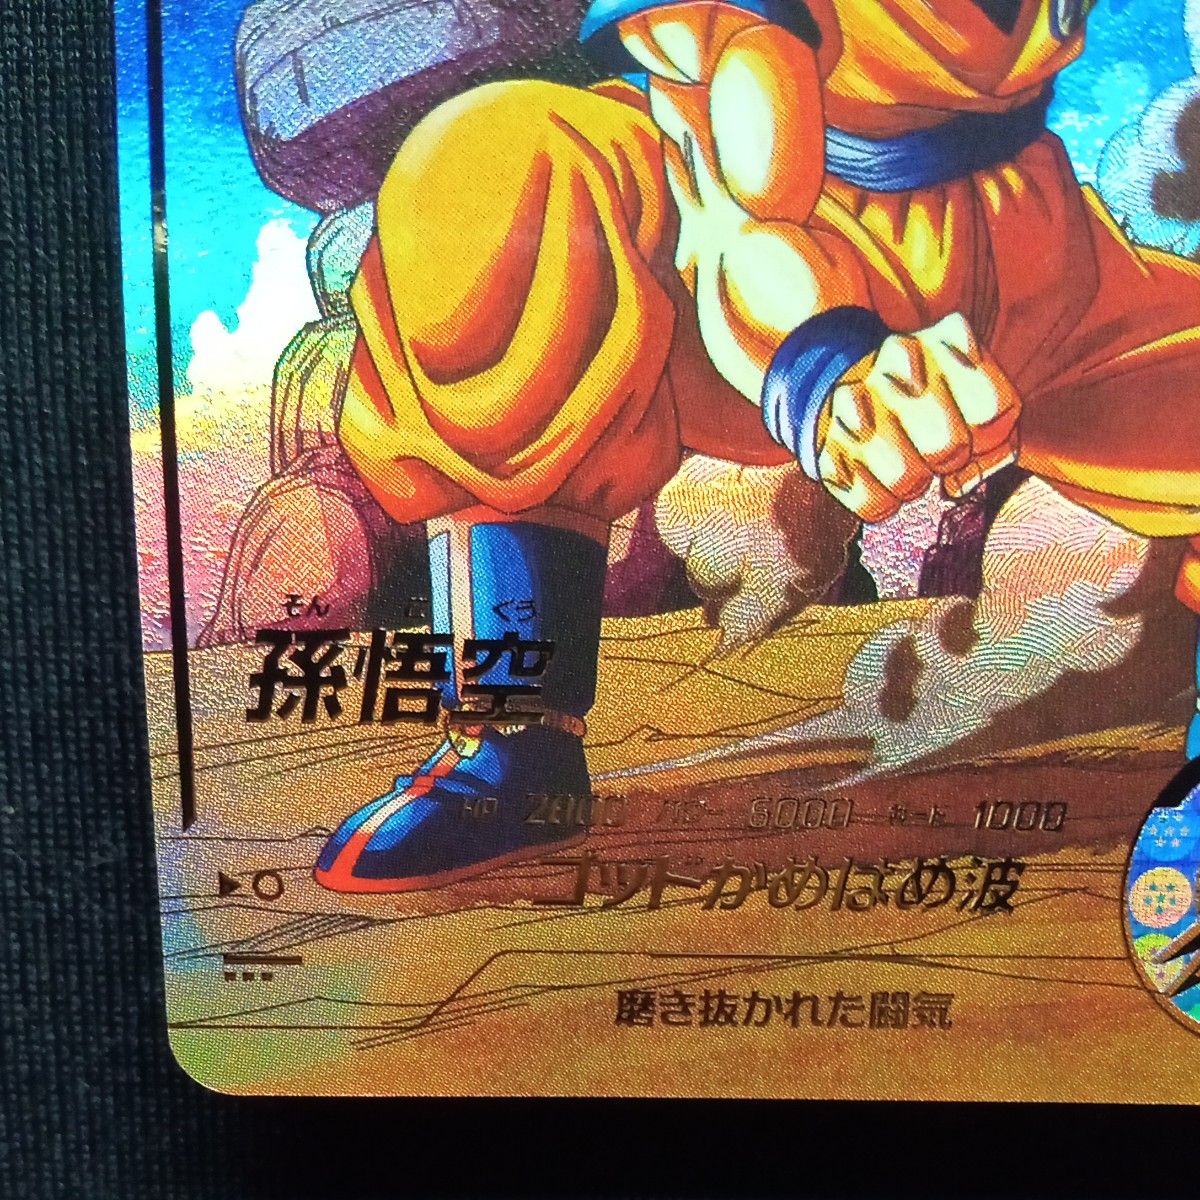 そん ご くう
孫悟空
HP 2800 パワー 6000 ガード 1000
ゴッドかめはめ波
磨き抜かれた闘気